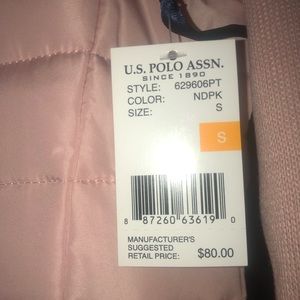 U.S. POLO ASSN.
SINCE 1890
STYLE: 629606PT
COLOR: NDPK
SIZE: S
S
8 87260 63619 0
MANUFACTURER'S
SUGGESTED
RETAIL PRICE: $80.00